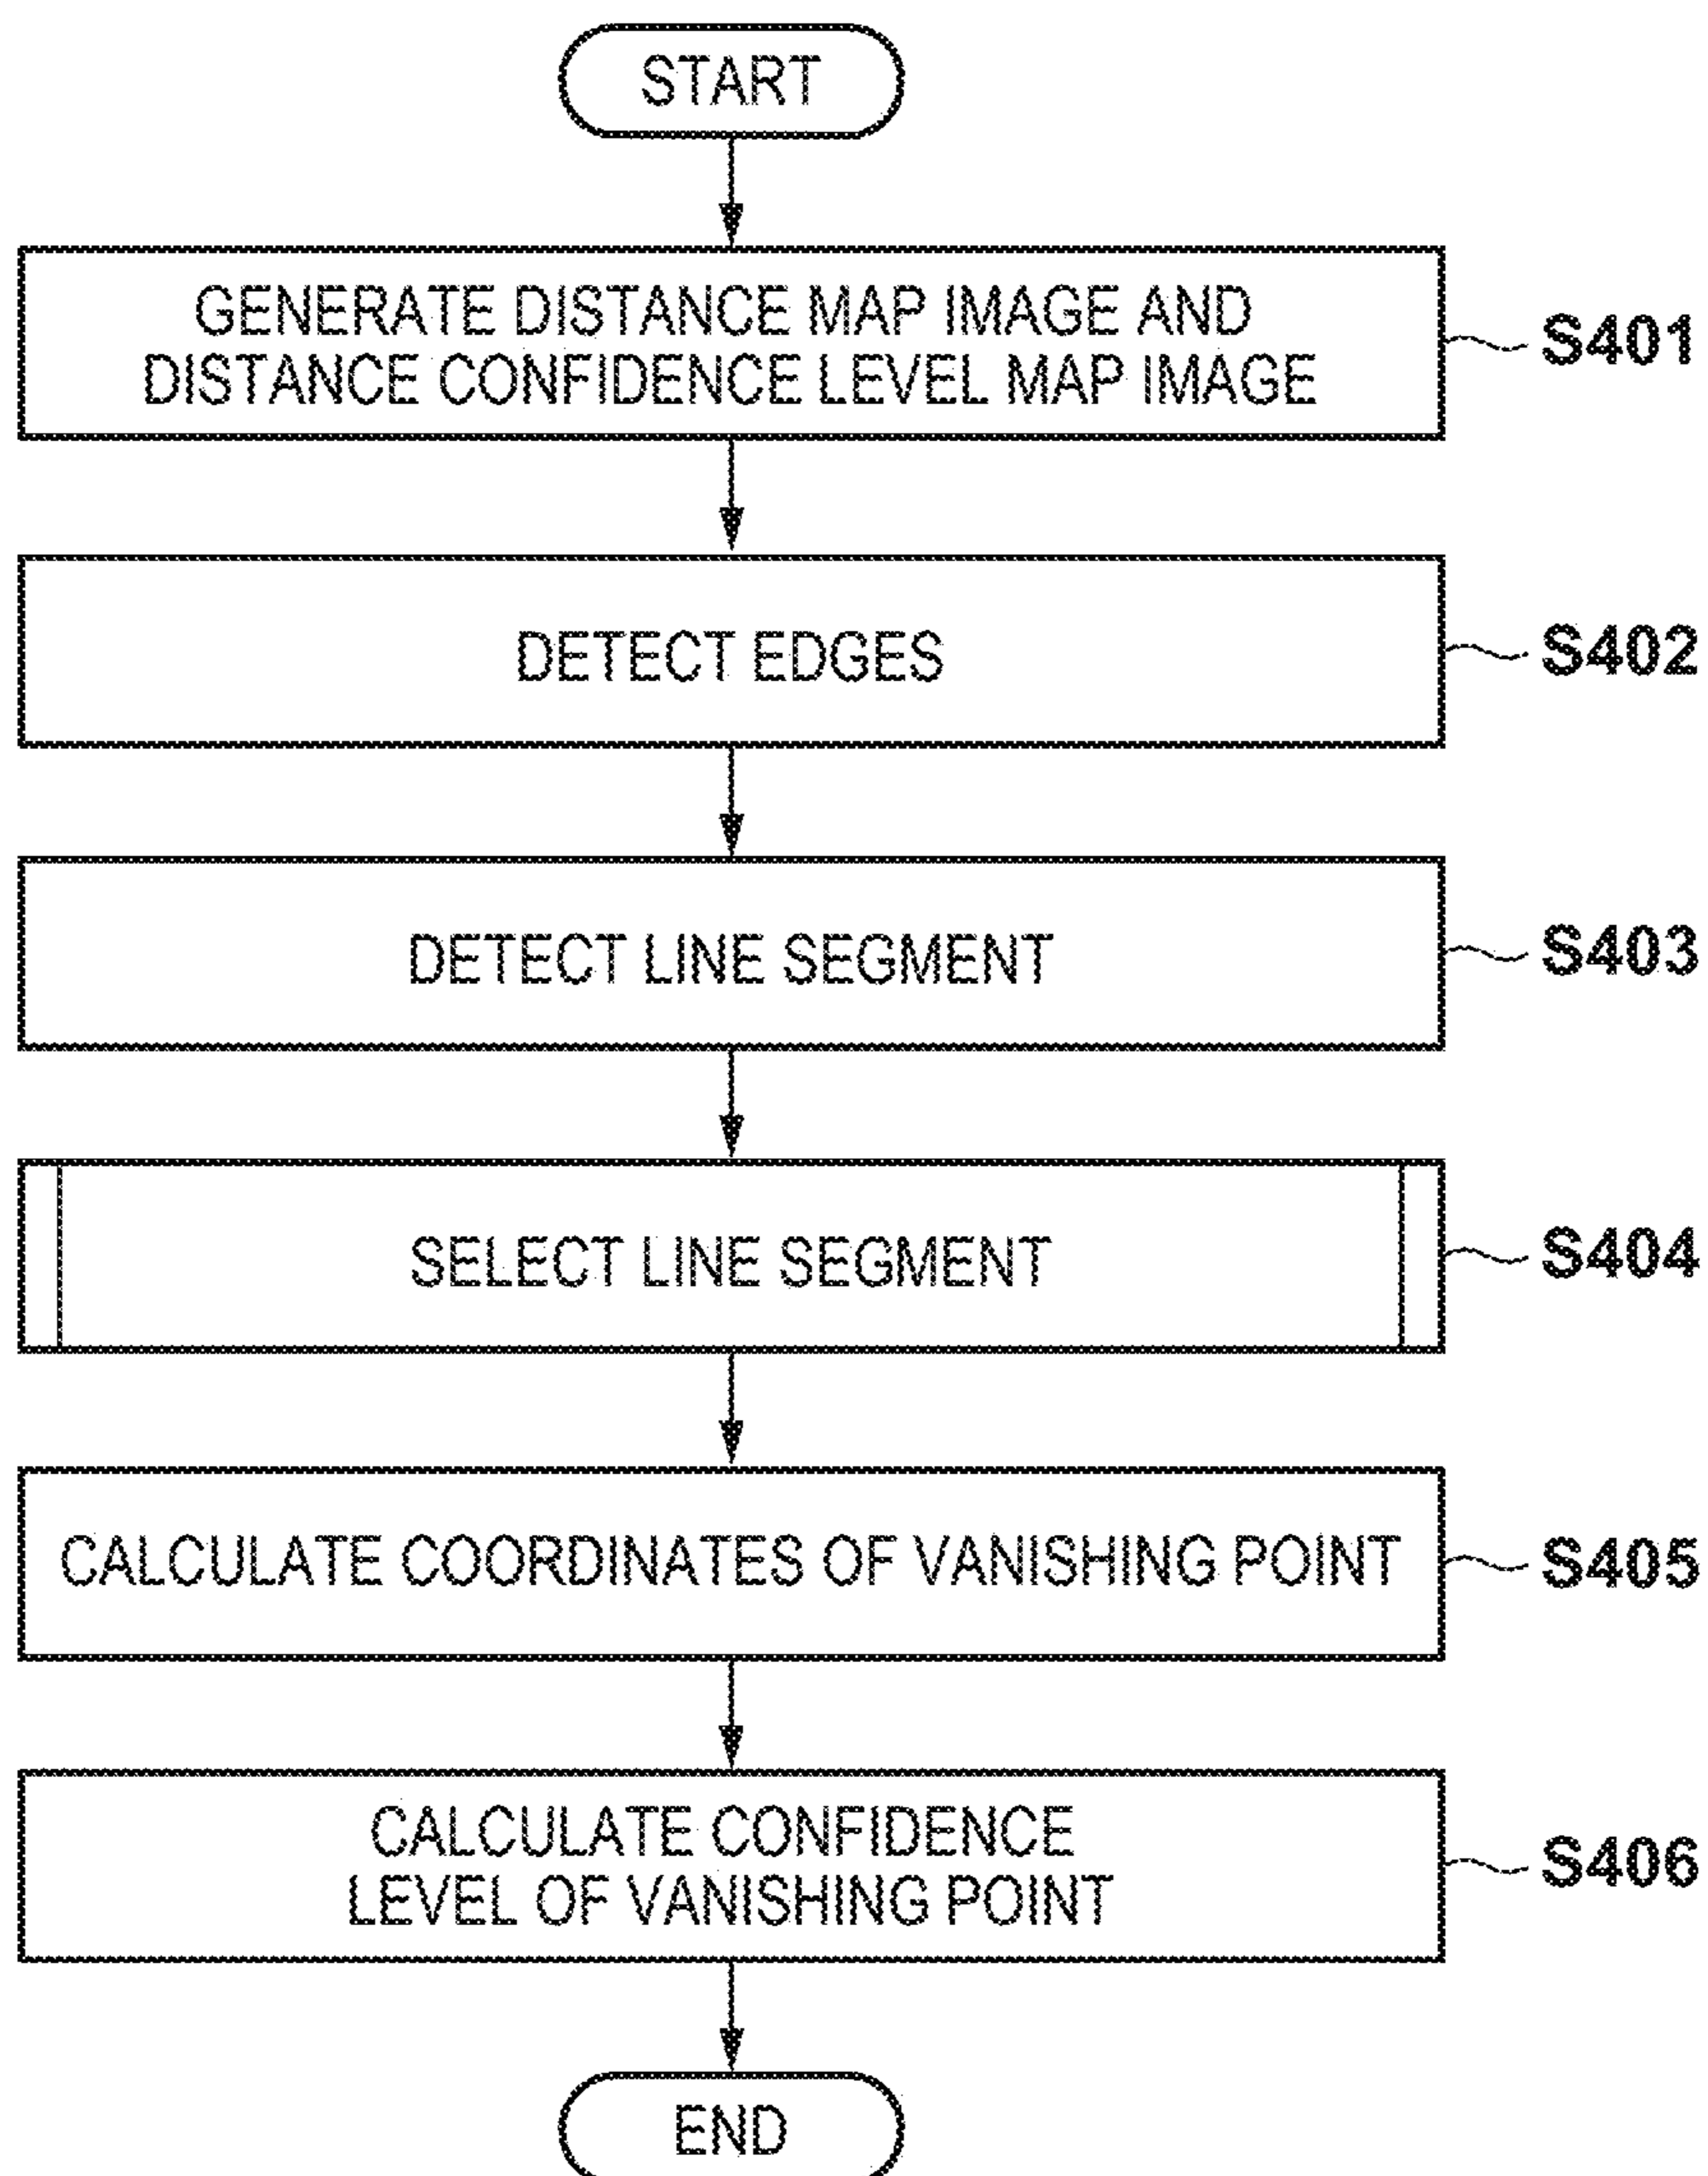 START
GENERATE DISTANCE MAP IMAGE AND
DISTANCE CONFIDENCE LEVEL MAP IMAGE
S401
DETECT EDGES
S402
DETECT LINE SEGMENT
S403
SELECT LINE SEGMENT
S404
CALCULATE COORDINATES OF VANISHING POINT
S405
CALCULATE CONFIDENCE
LEVEL OF VANISHING POINT
S406
END